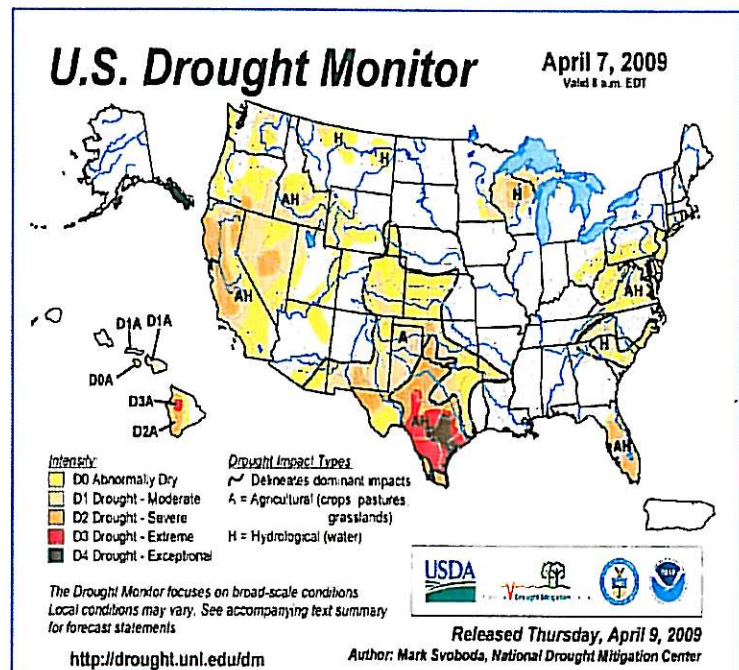 U.S. Drought Monitor
April 7, 2009
Valid 8 a.m. EDT
H
H
AH
H
AH
AH
H
A
AH
AH
D1A D1A
D0A
D3A
D2A
Intensity:
D0 Abnormally Dry
D1 Drought - Moderate
D2 Drought - Severe
D3 Drought - Extreme
D4 Drought - Exceptional
Drought Impact Types
Delineates dominant impacts
A = Agricultural (crops, pastures,
grasslands)
H = Hydrological (water)
The Drought Monitor focuses on broad-scale conditions
Local conditions may vary. See accompanying text summary
for forecast statements
http://drought.unl.edu/dm
USDA
Drought Mitigation
Released Thursday, April 9, 2009
Author: Mark Svoboda, National Drought Mitigation Center